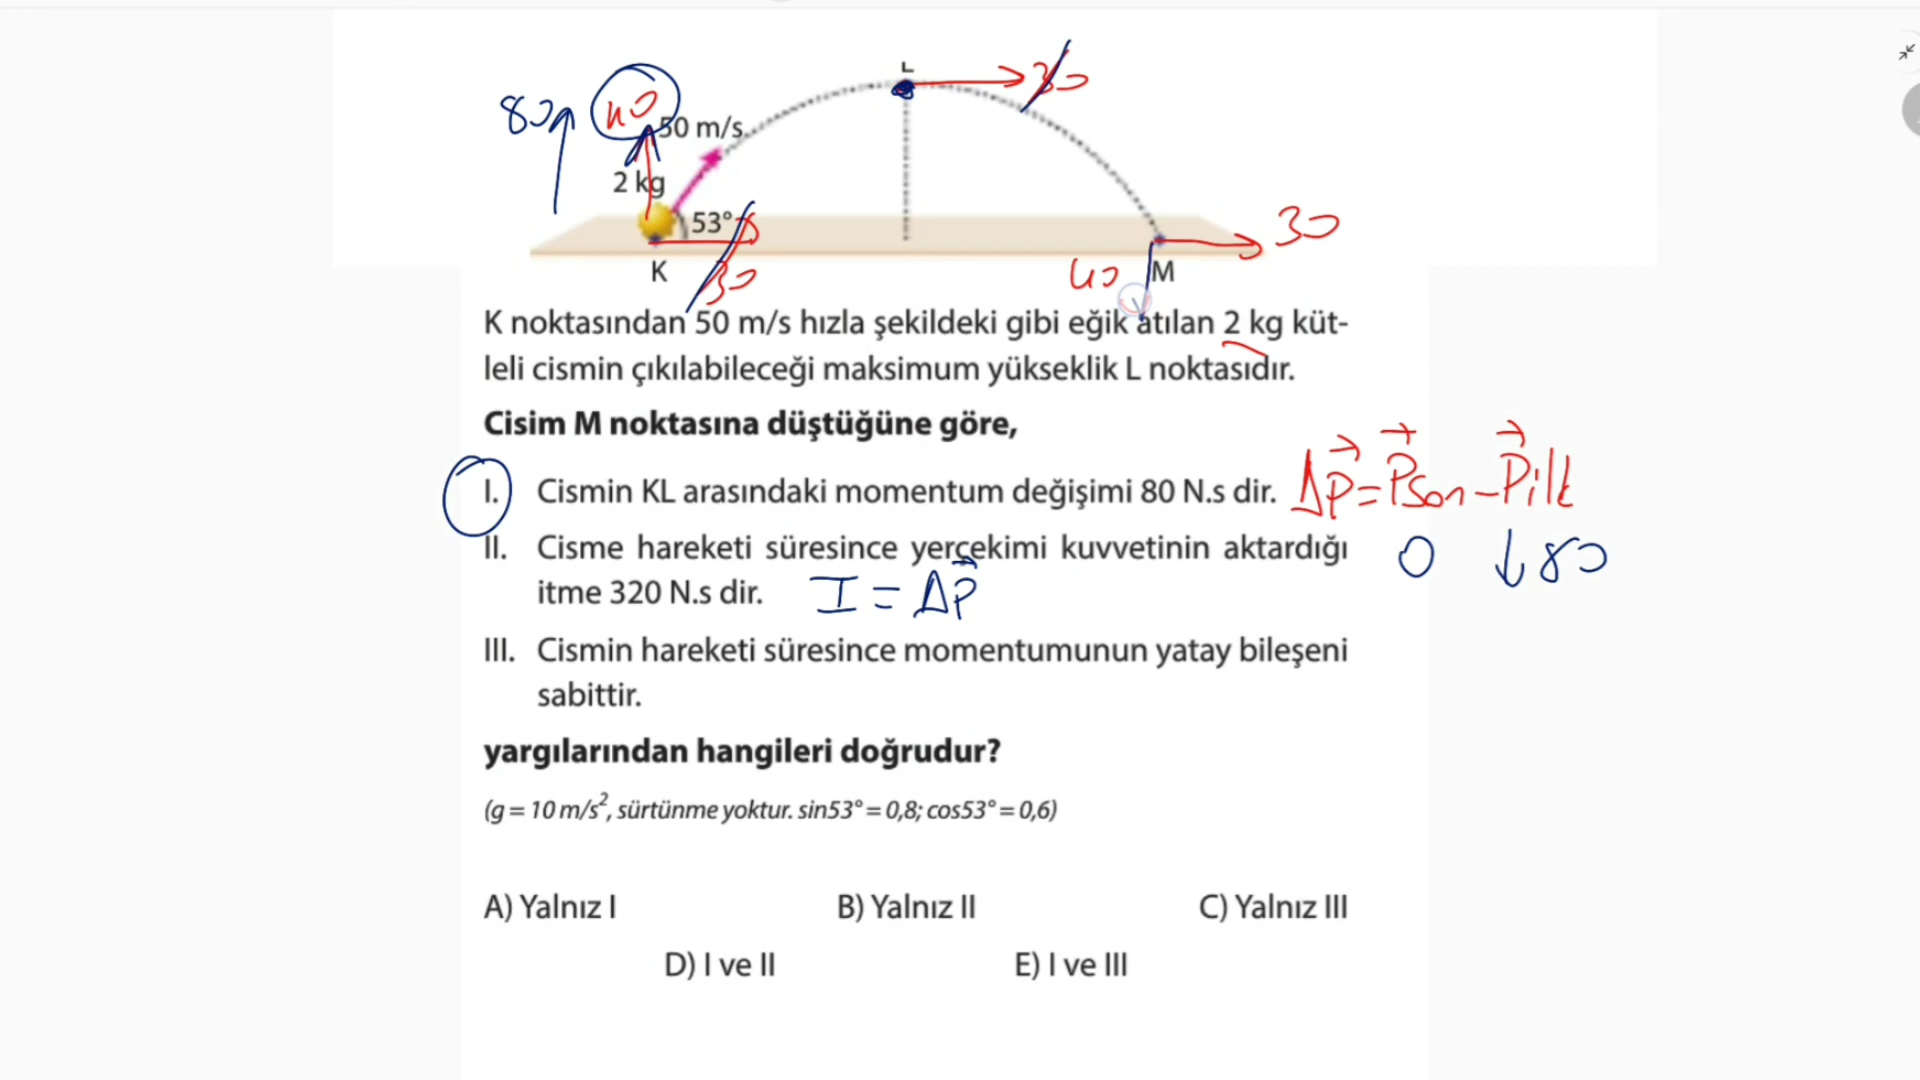 L
30
80
40
50 m/s
2 kg
53°
30
K
30
40
M
K noktasından 50 m/s hızla şekildeki gibi eğik atılan 2 kg küt-
leli cismin çıkılabileceği maksimum yükseklik L noktasıdır.
Cisim M noktasına düştüğüne göre,
I. Cismin KL arasındaki momentum değişimi 80 N.s dir.
ΔP = Pson - Pilk
II. Cisme hareketi süresince yerçekimi kuvvetinin aktardığı
0 ↓80
itme 320 N.s dir.
I = ΔP
III. Cismin hareketi süresince momentumunun yatay bileşeni
sabittir.
yargılarından hangileri doğrudur?
(g = 10 m/s², sürtünme yoktur. sin53° = 0,8; cos53° = 0,6)
A) Yalnız I B) Yalnız II C) Yalnız III
D) I ve II E) I ve III